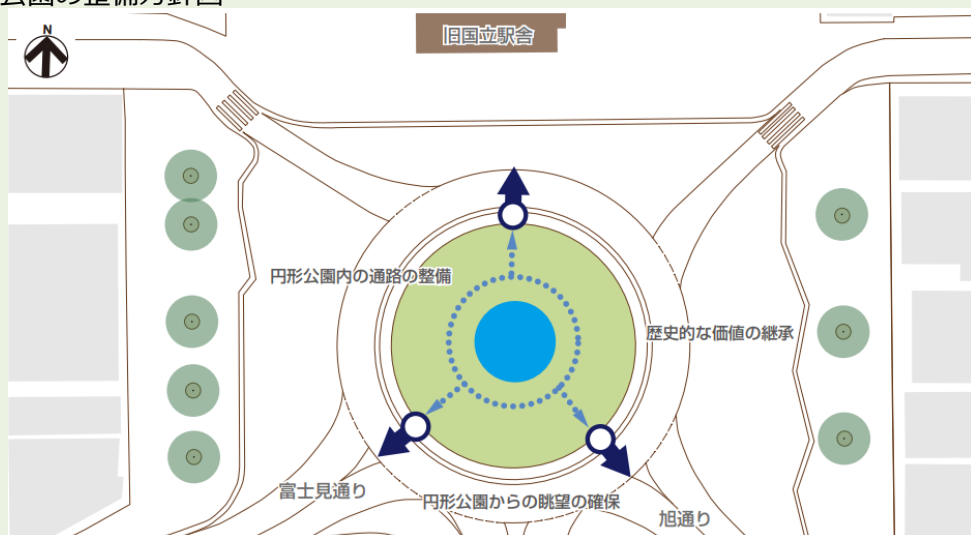 公園の整備方針図
N
旧国立駅舎
円形公園内の通路の整備
歴史的な価値の継承
富士見通り
円形公園からの眺望の確保
旭通り